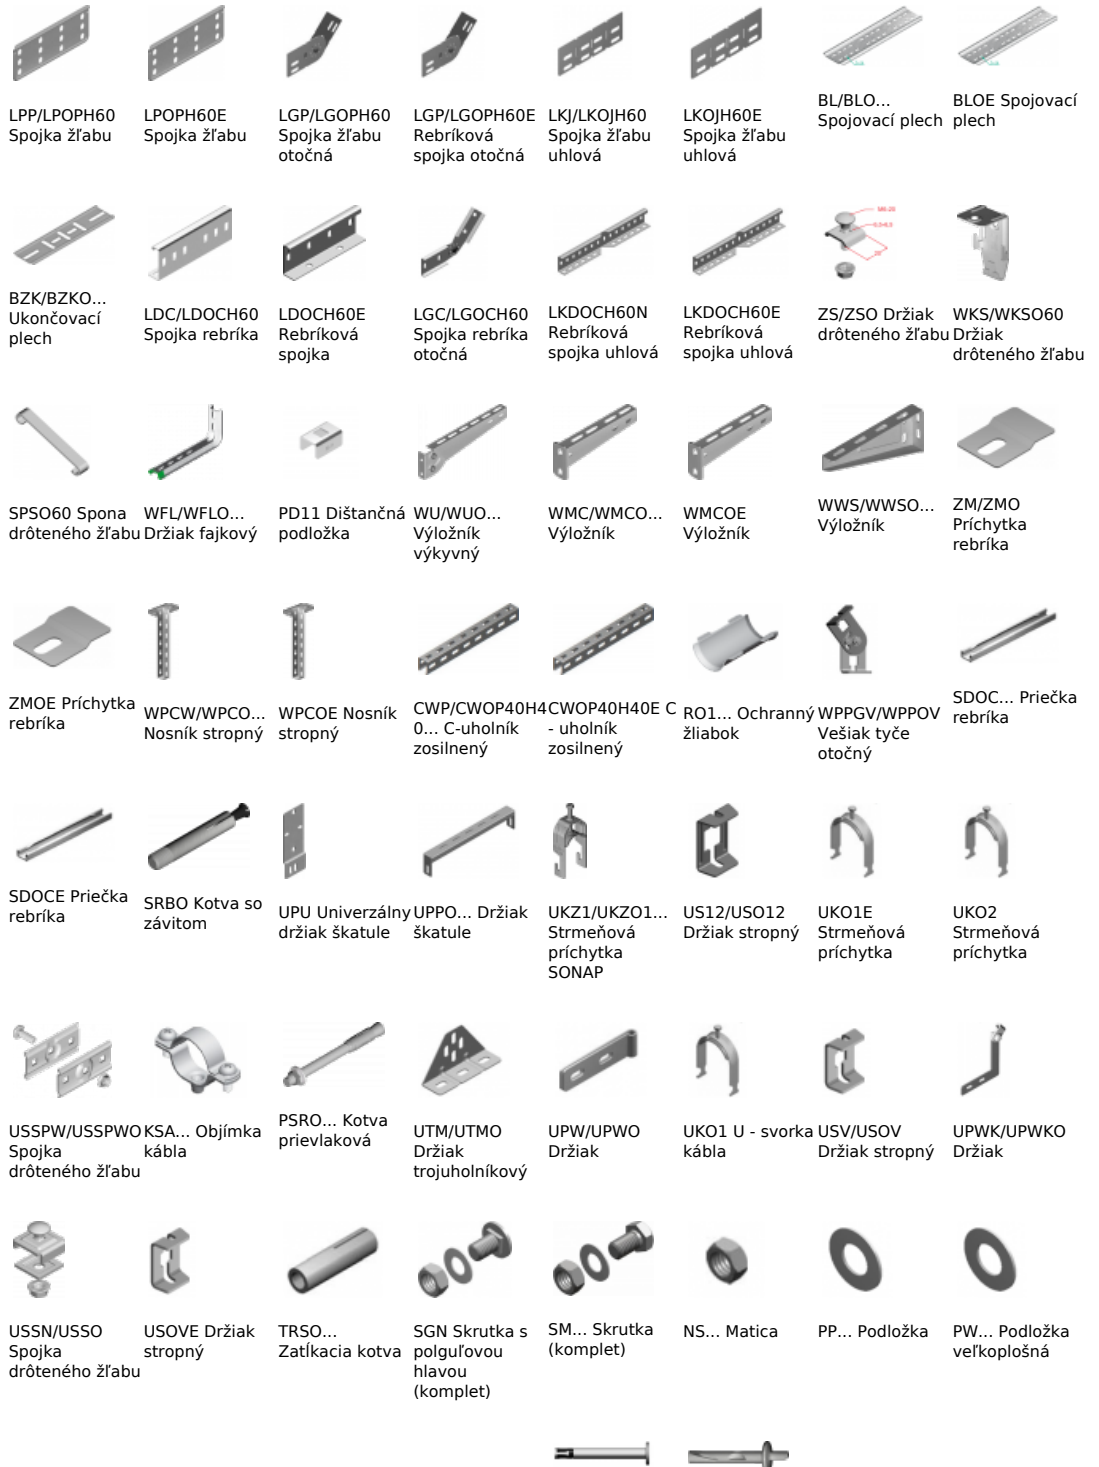 LPP/LPOPH60
Spojka žľabu
LPOPH60E
Spojka žľabu
LGP/LGOPH60
Spojka žľabu
otočná
LGP/LGOPH60E
Rebríková
spojka otočná
LKJ/LKOJH60
Spojka žľabu
uhlová
LKOJH60E
Spojka žľabu
uhlová
BL/BLO...
Spojovací plech
BLOE Spojovací
plech
BZK/BZKO...
Ukončovací
plech
LDC/LDOCH60
Spojka rebríka
LDOCH60E
Rebríková
spojka
LGC/LGOCH60
Spojka rebríka
otočná
LKDOCH60N
Rebríková
spojka uhlová
LKDOCH60E
Rebríková
spojka uhlová
ZS/ZSO Držiak
drôteného žľabu
WKS/WKSO60
Držiak
drôteného žľabu
SPSO60 Spona
drôteného žľabu
WFL/WFLO...
Držiak fajkový
PD11 Dištančná
podložka
WU/WUO...
Výložník
výkyvný
WMC/WMCO...
Výložník
WMCOE
Výložník
WWS/WWSO...
Výložník
ZM/ZMO
Príchytka
rebríka
ZMOE Príchytka
rebríka
WPCW/WPCO...
Nosník stropný
WPCOE Nosník
stropný
CWP/CWOP40H4
0... C-uholník
zosilnený
CWOP40H40E C
- uholník
zosilnený
RO1... Ochranný
žliabok
WPPGV/WPPOV
Vešiak tyče
otočný
SDOC... Priečka
rebríka
SDOCE Priečka
rebríka
SRBO Kotva so
závitom
UPU Univerzálny
držiak škatule
UPPO... Držiak
škatule
UKZ1/UKZO1...
Strmeňová
príchytka
SONAP
US12/USO12
Držiak stropný
UKO1E
Strmeňová
príchytka
UKO2
Strmeňová
príchytka
USSPW/USSPWO
Spojka
drôteného žľabu
KSA... Objímka
kábla
PSRO... Kotva
prievlaková
UTM/UTMO
Držiak
trojuholníkový
UPW/UPWO
Držiak
UKO1 U - svorka
kábla
USV/USOV
Držiak stropný
UPWK/UPWKO
Držiak
USSN/USSO
Spojka
drôteného žľabu
USOVE Držiak
stropný
TRSO...
Zatĺkacia kotva
SGN Skrutka s
polguľovou
hlavou
(komplet)
SM... Skrutka
(komplet)
NS... Matica
PP... Podložka
PW... Podložka
veľkoplošná